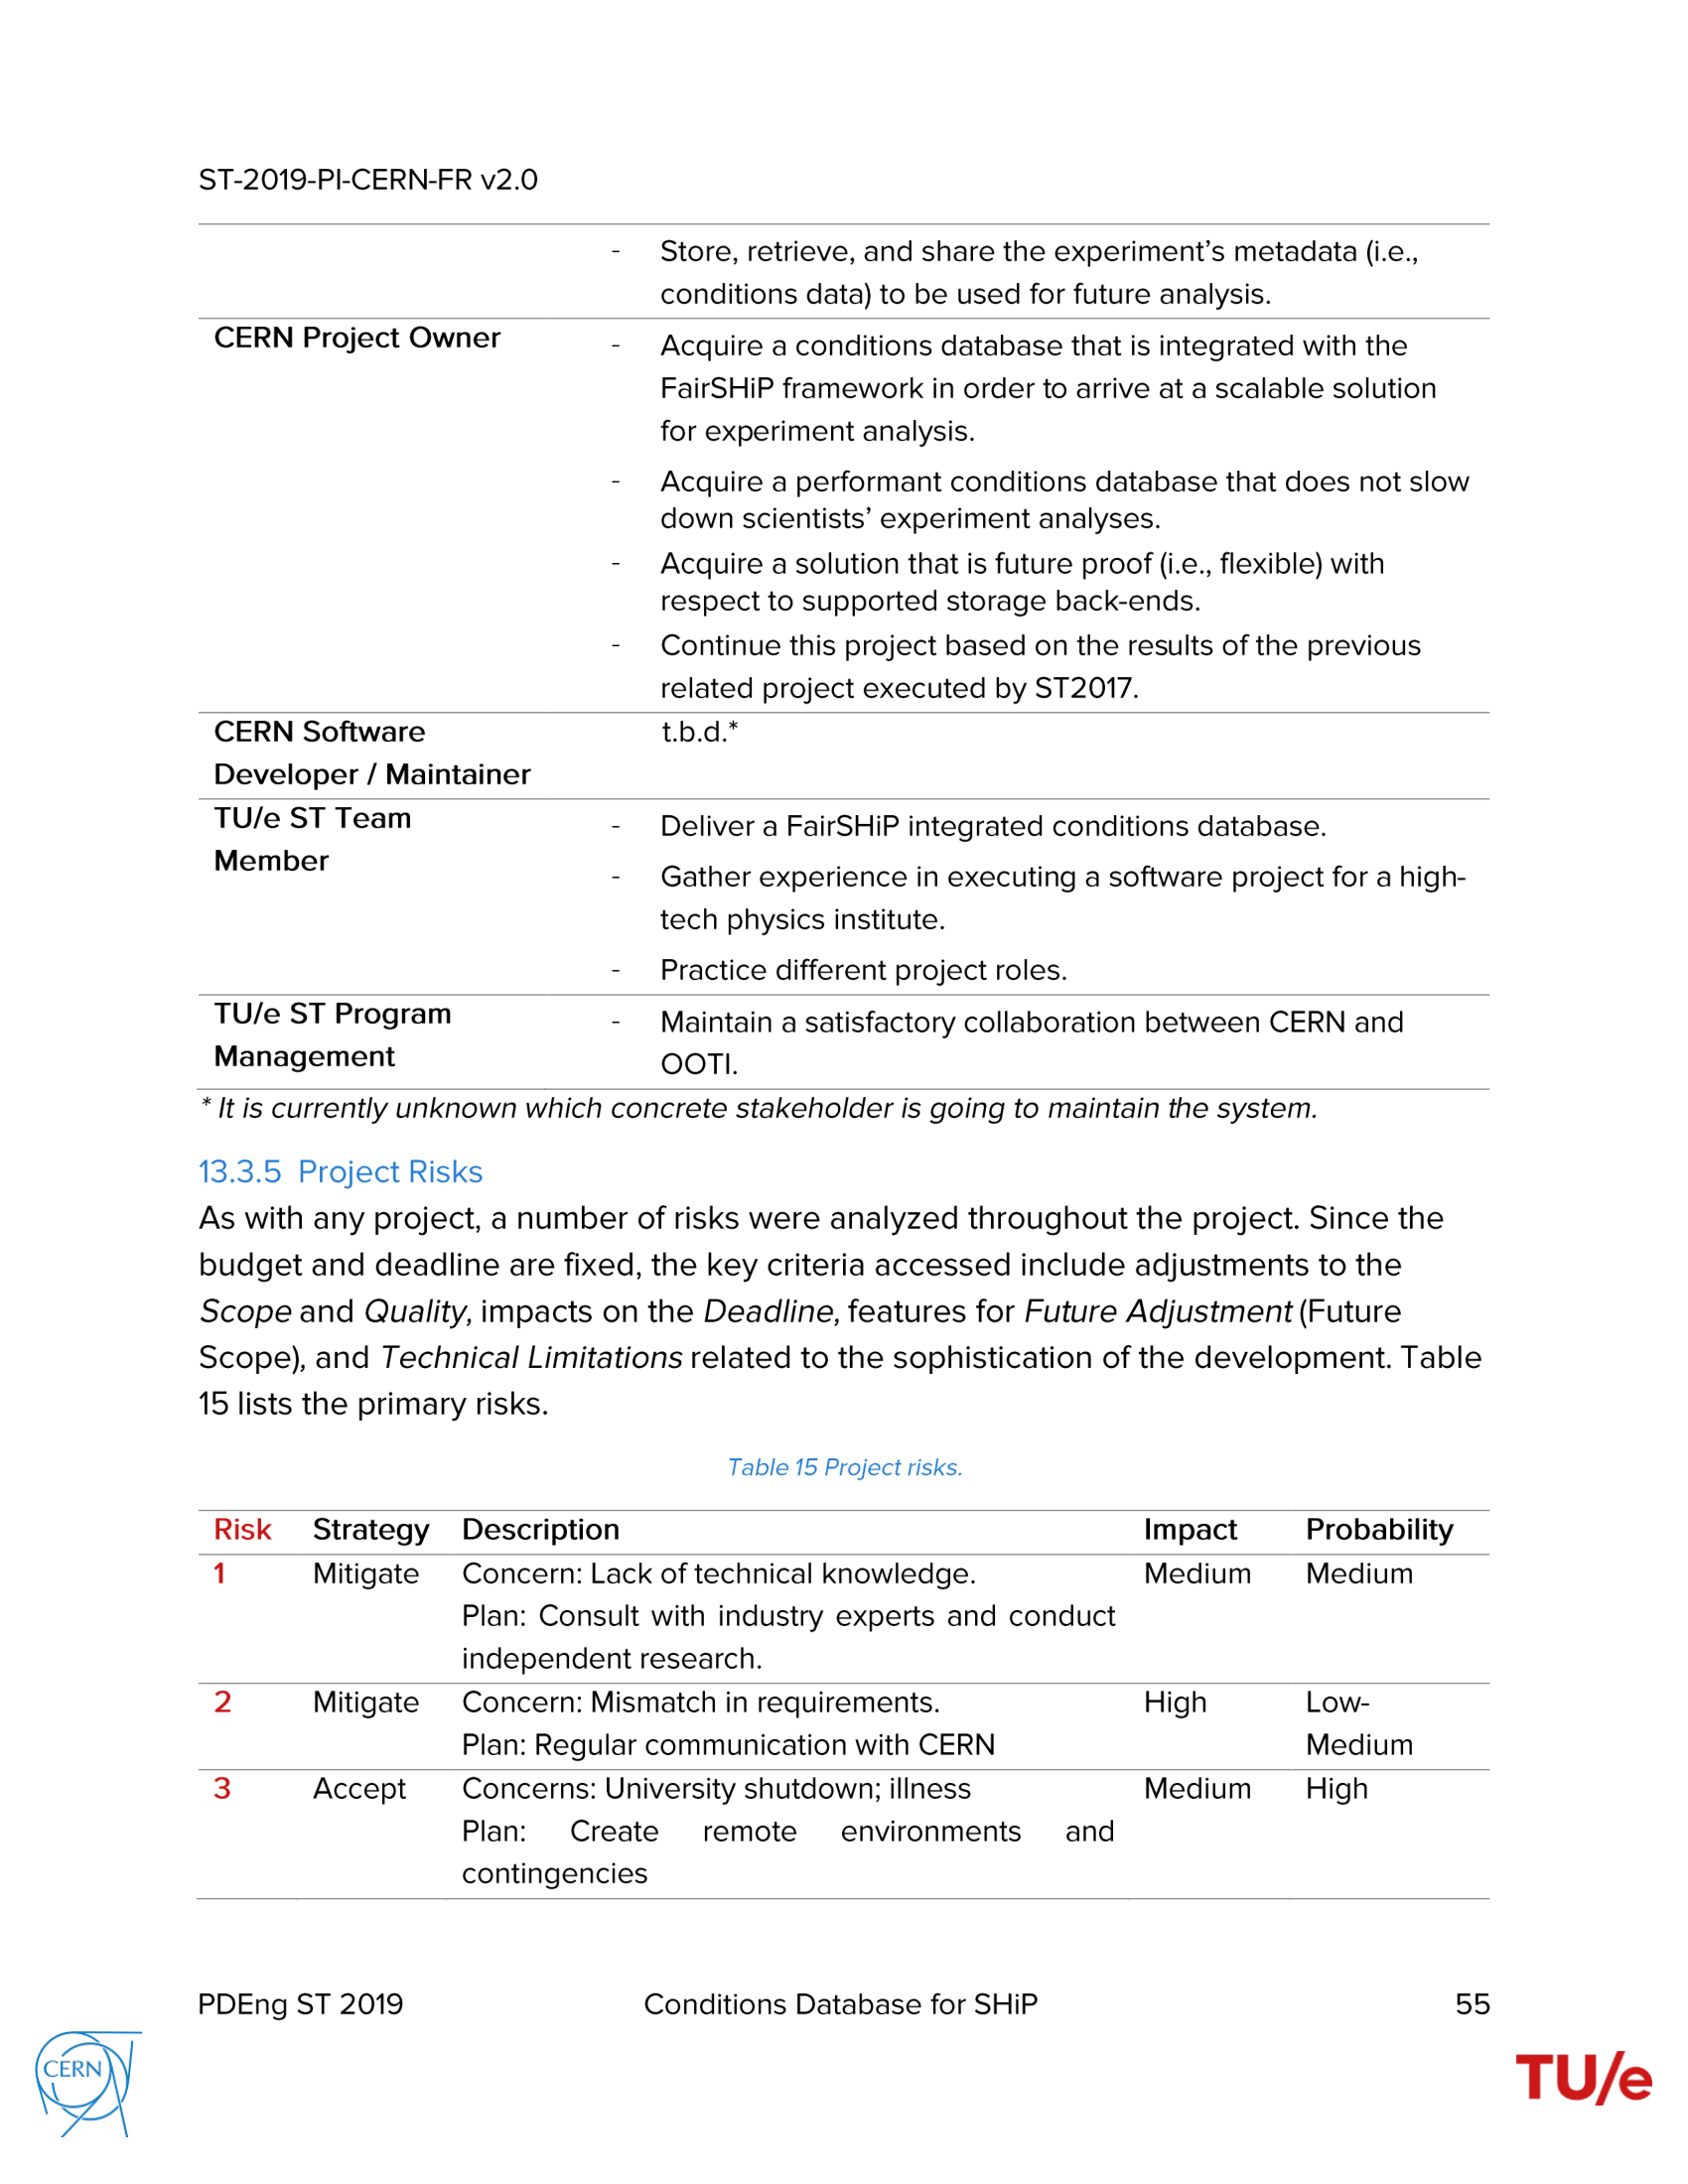 ST-2019-PI-CERN-FR v2.0
- Store, retrieve, and share the experiment’s metadata (i.e.,
conditions data) to be used for future analysis.
CERN Project Owner
- Acquire a conditions database that is integrated with the
FairSHiP framework in order to arrive at a scalable solution
for experiment analysis.
- Acquire a performant conditions database that does not slow
down scientists’ experiment analyses.
- Acquire a solution that is future proof (i.e., flexible) with
respect to supported storage back-ends.
- Continue this project based on the results of the previous
related project executed by ST2017.
CERN Software
Developer / Maintainer
t.b.d.*
TU/e ST Team
Member
- Deliver a FairSHiP integrated conditions database.
- Gather experience in executing a software project for a high-
tech physics institute.
- Practice different project roles.
TU/e ST Program
Management
- Maintain a satisfactory collaboration between CERN and
OOTI.
* It is currently unknown which concrete stakeholder is going to maintain the system.
13.3.5 Project Risks
As with any project, a number of risks were analyzed throughout the project. Since the
budget and deadline are fixed, the key criteria accessed include adjustments to the
Scope and Quality, impacts on the Deadline, features for Future Adjustment (Future
Scope), and Technical Limitations related to the sophistication of the development. Table
15 lists the primary risks.
Table 15 Project risks.
Risk Strategy Description Impact Probability
1 Mitigate Concern: Lack of technical knowledge. Medium Medium
Plan: Consult with industry experts and conduct
independent research.
2 Mitigate Concern: Mismatch in requirements. High Low-
Plan: Regular communication with CERN Medium
3 Accept Concerns: University shutdown; illness Medium High
Plan: Create remote environments and
contingencies
PDEng ST 2019 Conditions Database for SHiP 55
CERN
TU/e